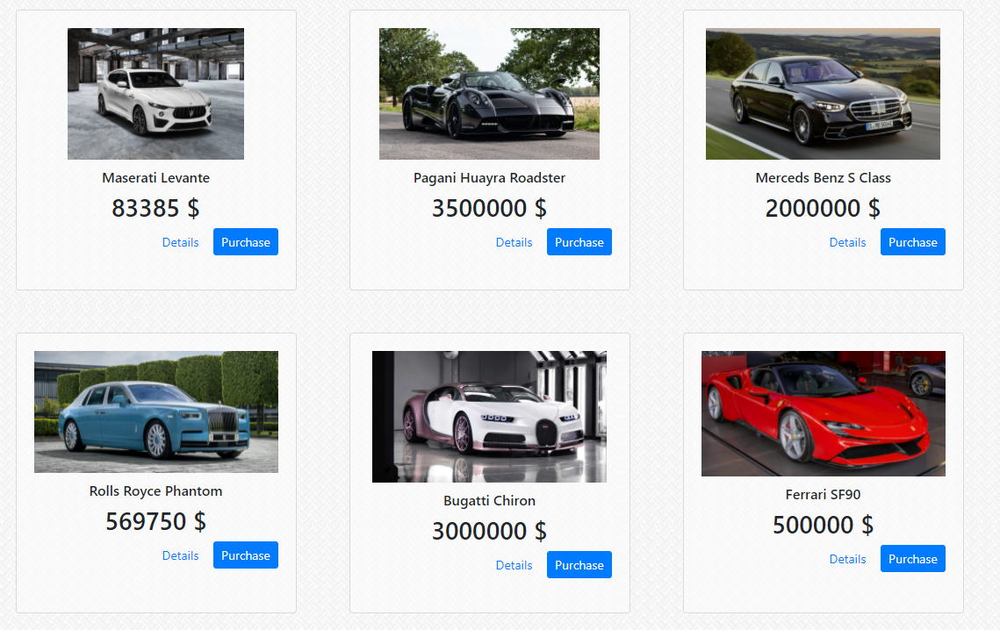 Maserati Levante
83385 $
Details Purchase
Pagani Huayra Roadster
3500000 $
Details Purchase
Merceds Benz S Class
2000000 $
Details Purchase
Rolls Royce Phantom
569750 $
Details Purchase
Bugatti Chiron
3000000 $
Details Purchase
Ferrari SF90
500000 $
Details Purchase